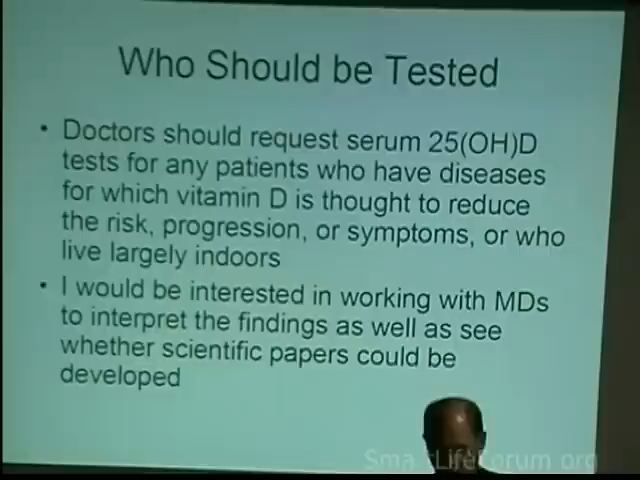 Who Should be Tested
• Doctors should request serum 25(OH)D
tests for any patients who have diseases
for which vitamin D is thought to reduce
the risk, progression, or symptoms, or who
live largely indoors
• I would be interested in working with MDs
to interpret the findings as well as see
whether scientific papers could be
developed
SmartLifeForum.org